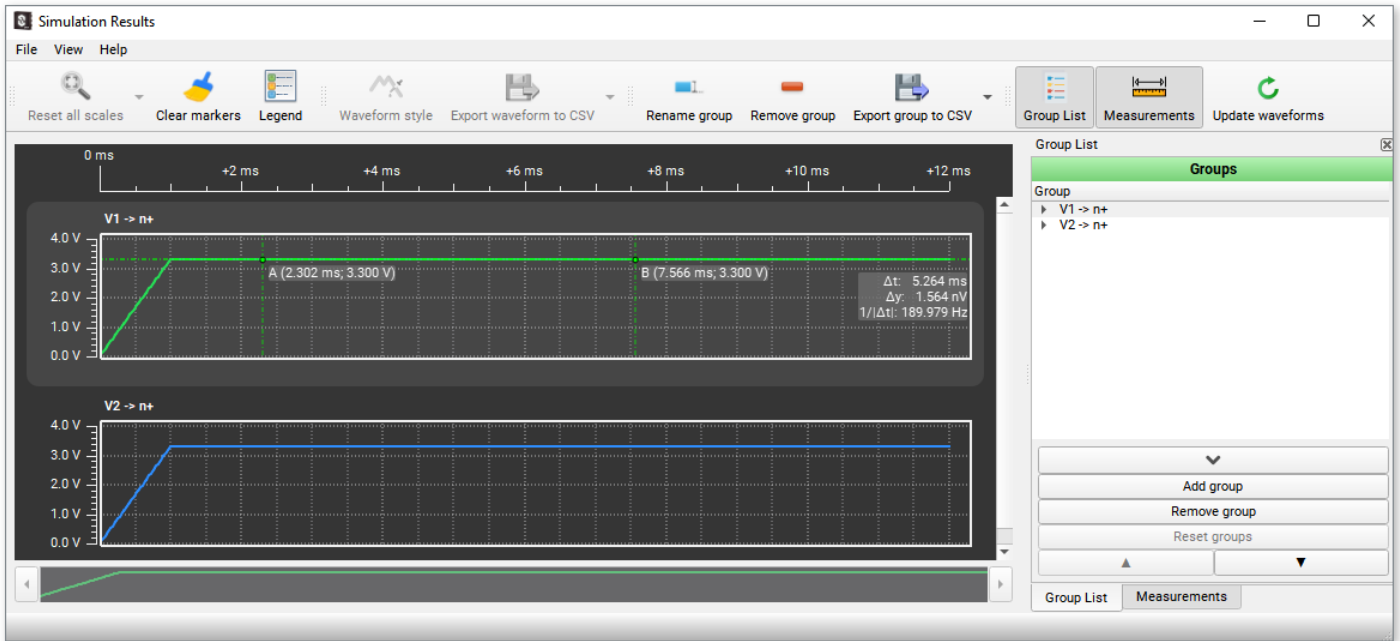 Simulation Results
File View Help
Reset all scales Clear markers Legend Waveform style Export waveform to CSV Rename group Remove group Export group to CSV Group List Measurements Update waveforms
0 ms
+2 ms +4 ms +6 ms +8 ms +10 ms +12 ms
V1 -> n+
4.0 V
3.0 V
2.0 V
1.0 V
0.0 V
A (2.302 ms; 3.300 V)
B (7.566 ms; 3.300 V)
Δt: 5.264 ms
Δy: 1.564 nV
1/|Δt|: 189.979 Hz
V2 -> n+
4.0 V
3.0 V
2.0 V
1.0 V
0.0 V
Group List
Groups
Group
V1 -> n+
V2 -> n+
Add group
Remove group
Reset groups
Group List Measurements